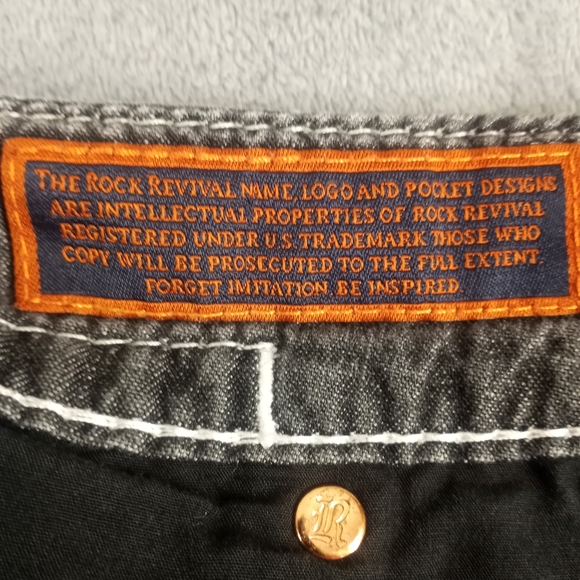 THE ROCK REVIVAL NAME, LOGO AND POCKET DESIGNS
ARE INTELLECTUAL PROPERTIES OF ROCK REVIVAL
REGISTERED UNDER U.S. TRADEMARK THOSE WHO
COPY WILL BE PROSECUTED TO THE FULL EXTENT.
FORGET IMITATION BE INSPIRED.
R